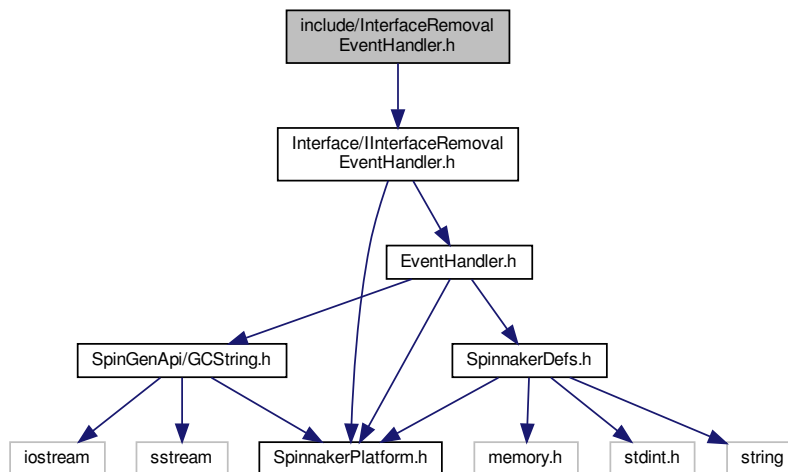 include/InterfaceRemoval
EventHandler.h
Interface/IInterfaceRemoval
EventHandler.h
EventHandler.h
SpinGenApi/GCString.h
SpinnakerDefs.h
iostream
sstream
SpinnakerPlatform.h
memory.h
stdint.h
string